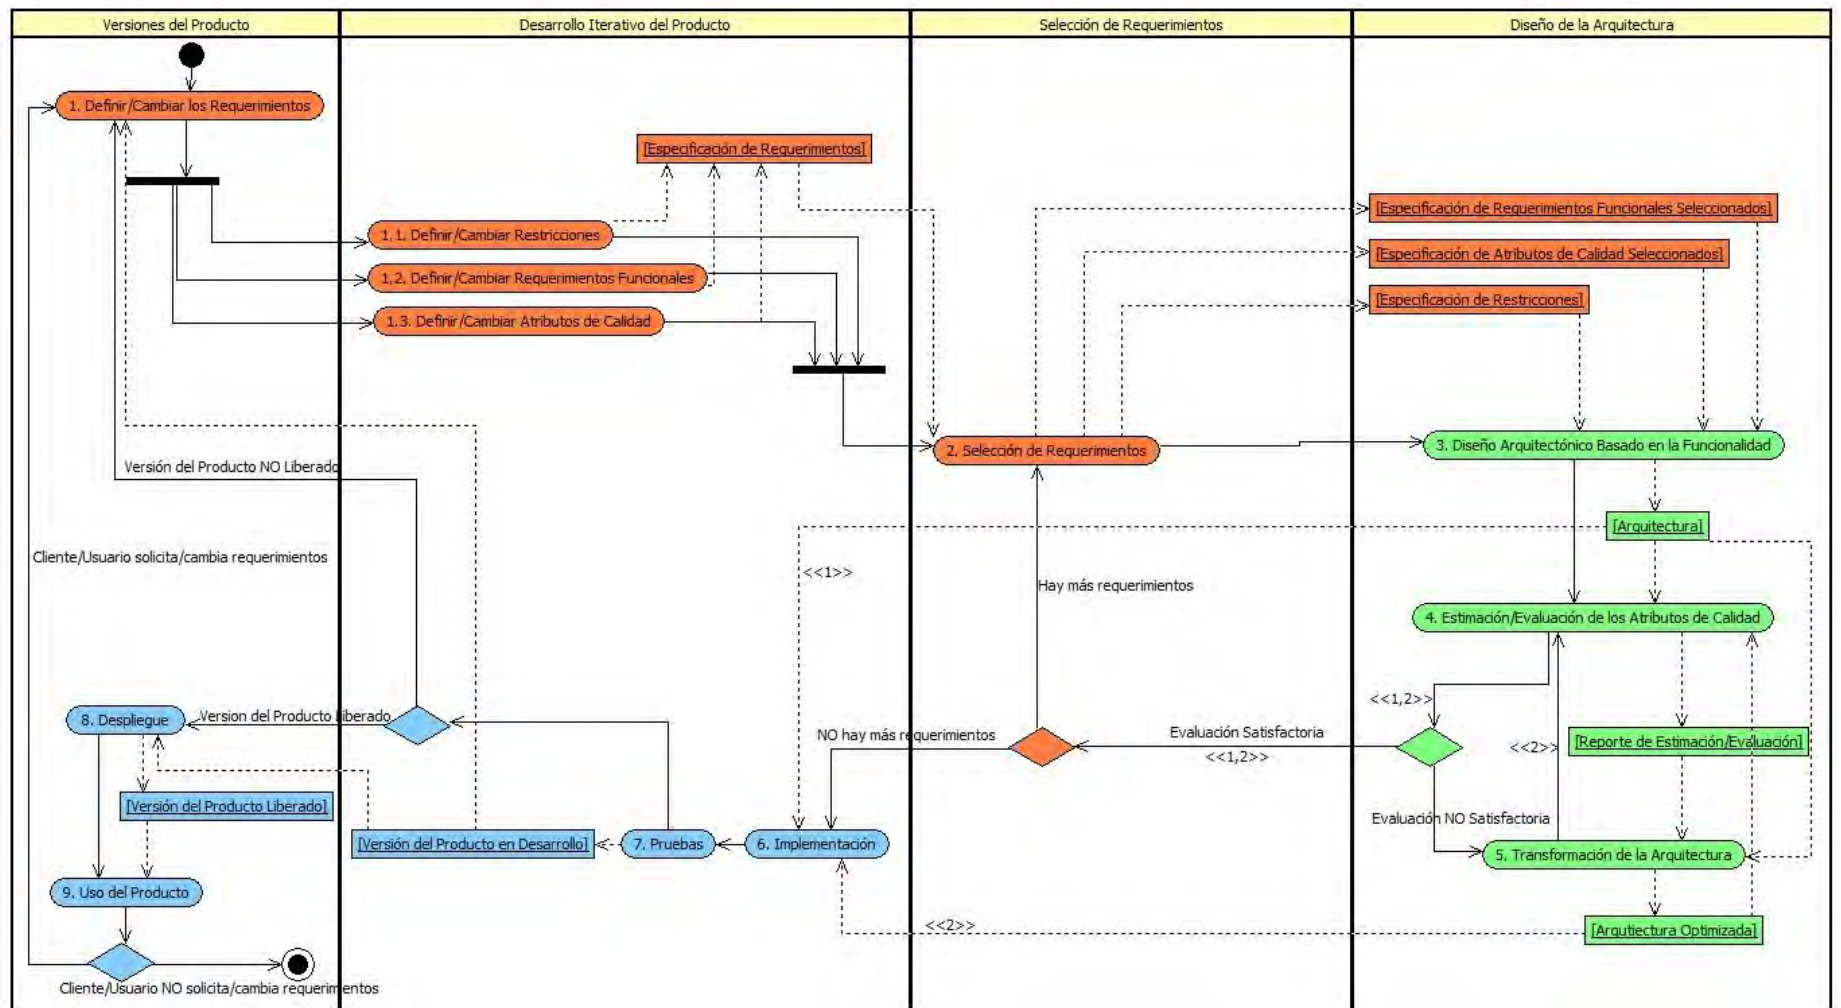 Versiones del Producto
Desarrollo Iterativo del Producto
Selección de Requerimientos
Diseño de la Arquitectura
1. Definir/Cambiar los Requerimientos
[Especificación de Requerimientos]
[Especificación de Requerimientos Funcionales Seleccionados]
1.1. Definir/Cambiar Restricciones
[Especificación de Atributos de Calidad Seleccionados]
1.2. Definir/Cambiar Requerimientos Funcionales
[Especificación de Restricciones]
1.3. Definir/Cambiar Atributos de Calidad
2. Selección de Requerimientos
3. Diseño Arquitectónico Basado en la Funcionalidad
Versión del Producto NO Liberado
[Arquitectura]
Cliente/Usuario solicita/cambia requerimientos
<<1>>
Hay más requerimientos
4. Estimación/Evaluación de los Atributos de Calidad
<<1,2>>
8. Despliegue
Version del Producto Liberado
NO hay más requerimientos
Evaluación Satisfactoria
<<1,2>>
<<2>>
[Reporte de Estimación/Evaluación]
[Versión del Producto Liberado]
Evaluación NO Satisfactoria
[Versión del Producto en Desarrollo]
7. Pruebas
6. Implementación
5. Transformación de la Arquitectura
9. Uso del Producto
<<2>>
[Arqutiectura Optimizada]
Cliente/Usuario NO solicita/cambia requerimientos